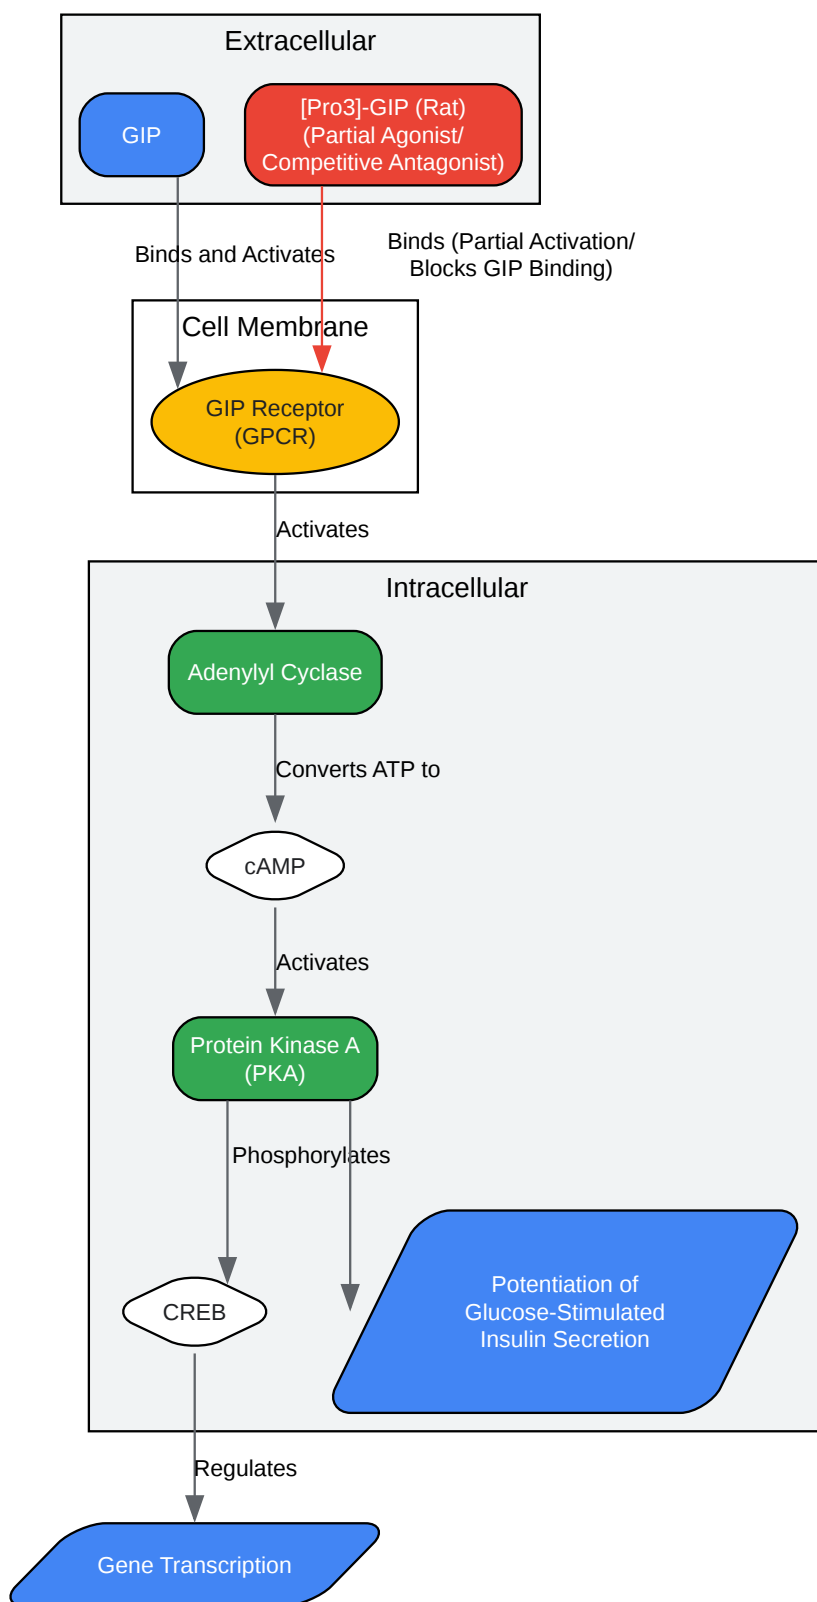 Extracellular
GIP
[Pro3]-GIP (Rat)
(Partial Agonist/
Competitive Antagonist)
Binds and Activates
Binds (Partial Activation/
Blocks GIP Binding)
Cell Membrane
GIP Receptor
(GPCR)
Activates
Intracellular
Adenylyl Cyclase
Converts ATP to
cAMP
Activates
Protein Kinase A
(PKA)
Phosphorylates
CREB
Potentiation of
Glucose-Stimulated
Insulin Secretion
Regulates
Gene Transcription